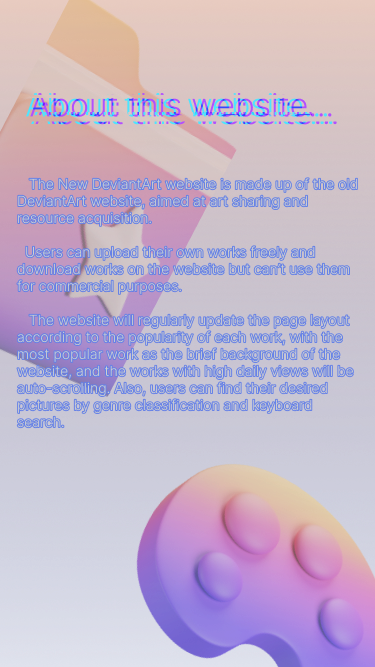 About this website...
The New DeviantArt website is made up of the old
DeviantArt website, aimed at art sharing and
resource acquisition.
Users can upload their own works freely and
download works on the website but can't use them
for commercial purposes.
The website will regularly update the page layout
according to the popularity of each work, with the
most popular work as the brief background of the
website, and the works with high daily views will be
auto-scrolling, Also, users can find their desired
pictures by genre classification and keyboard
search.